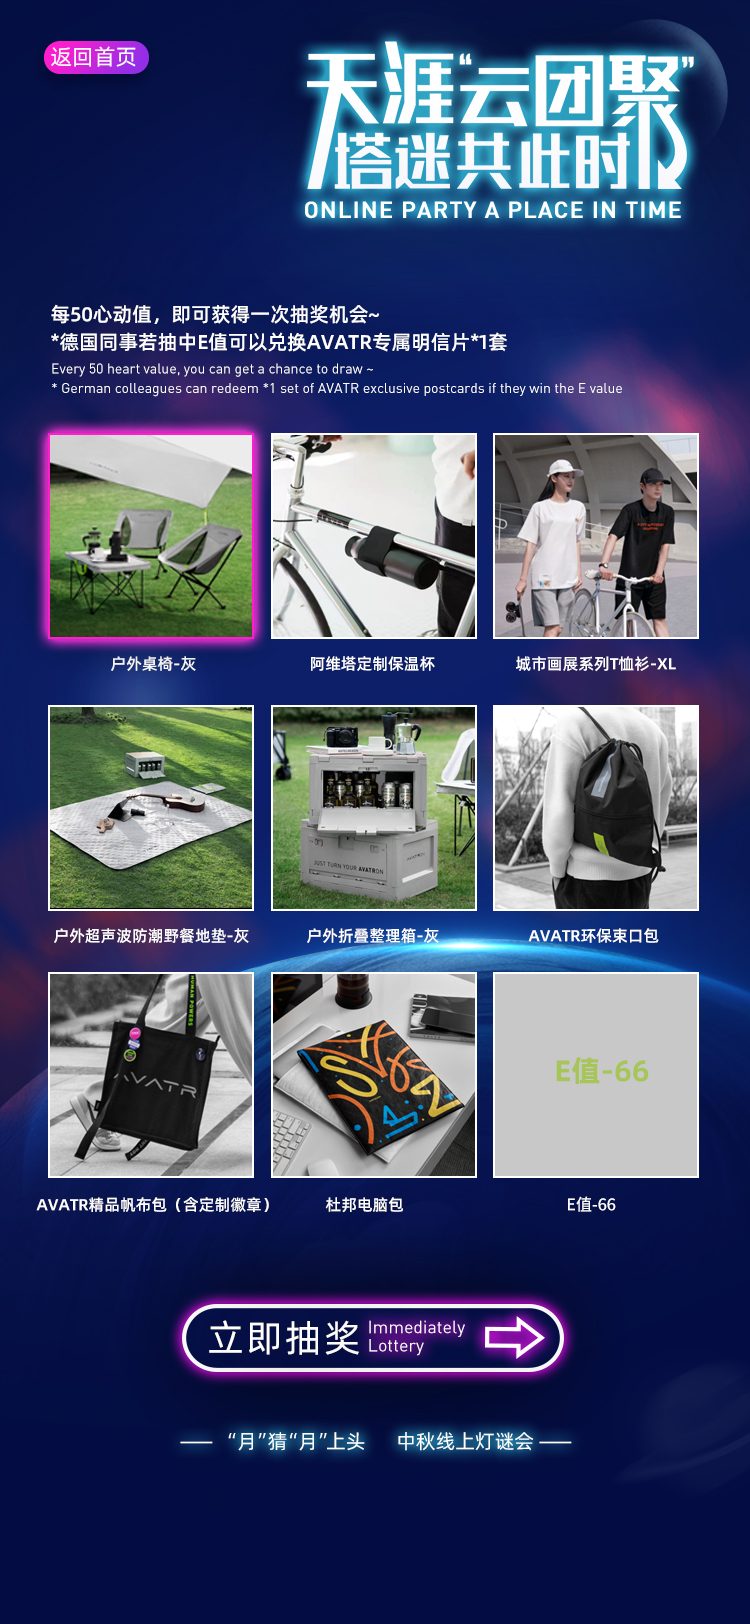 返回首页
天涯“云团聚”
塔迷共此时
ONLINE PARTY A PLACE IN TIME
每50心动值，即可获得一次抽奖机会~
*德国同事若抽中E值可以兑换AVATR专属明信片*1套
Every 50 heart value, you can get a chance to draw ~
* German colleagues can redeem *1 set of AVATR exclusive postcards if they win the E value
户外桌椅-灰
阿维塔定制保温杯
城市画展系列T恤衫-XL
JUST TURN YOUR AVATRON
AVATR
户外超声波防潮野餐地垫-灰
户外折叠整理箱-灰
AVATR环保束口包
HUMAN POWERS
AVATR
E值-66
AVATR精品帆布包（含定制徽章）
杜邦电脑包
E值-66
立即抽奖
Immediately
Lottery
“月”猜“月”上头 中秋线上灯谜会